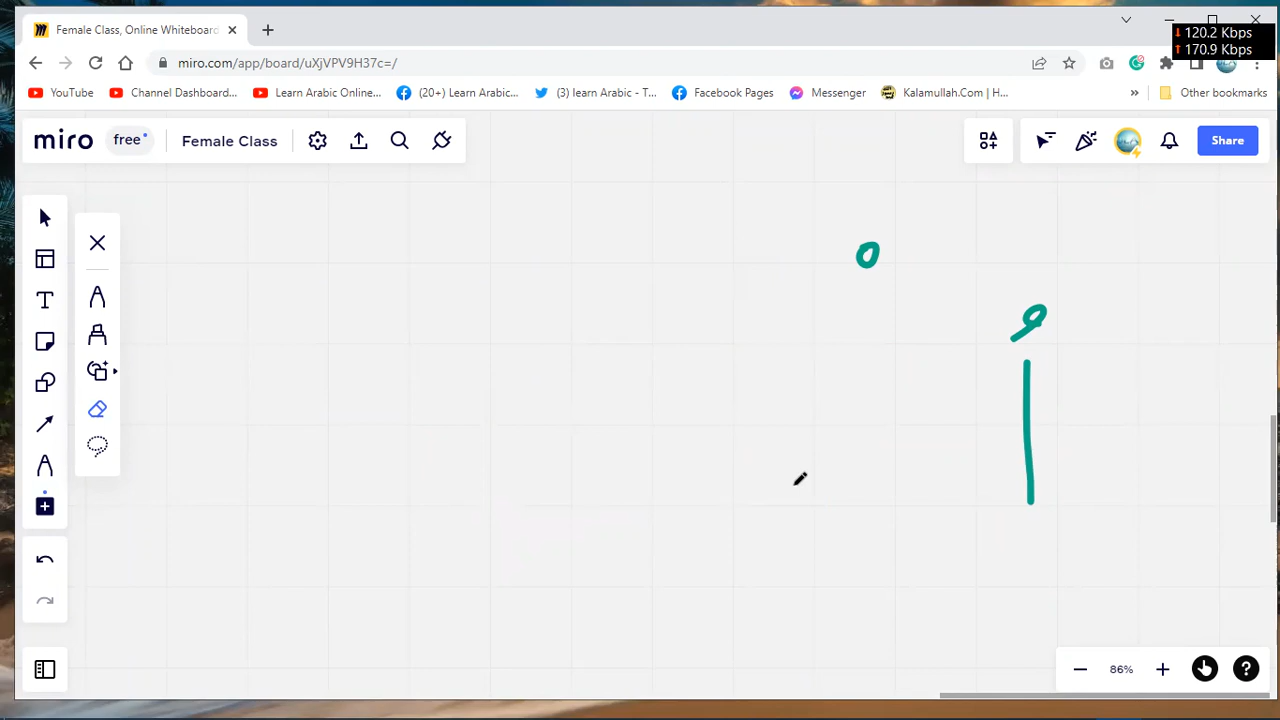 Female Class, Online Whiteboard
120.2 Kbps
170.9 Kbps
miro.com/app/board/uXjVPV9H37c=/
YouTube
Channel Dashboard...
Learn Arabic Online...
(20+) Learn Arabic...
(3) learn Arabic - T...
Facebook Pages
Messenger
Kalamullah.Com | H...
Other bookmarks
miro
free
Female Class
Share
86%